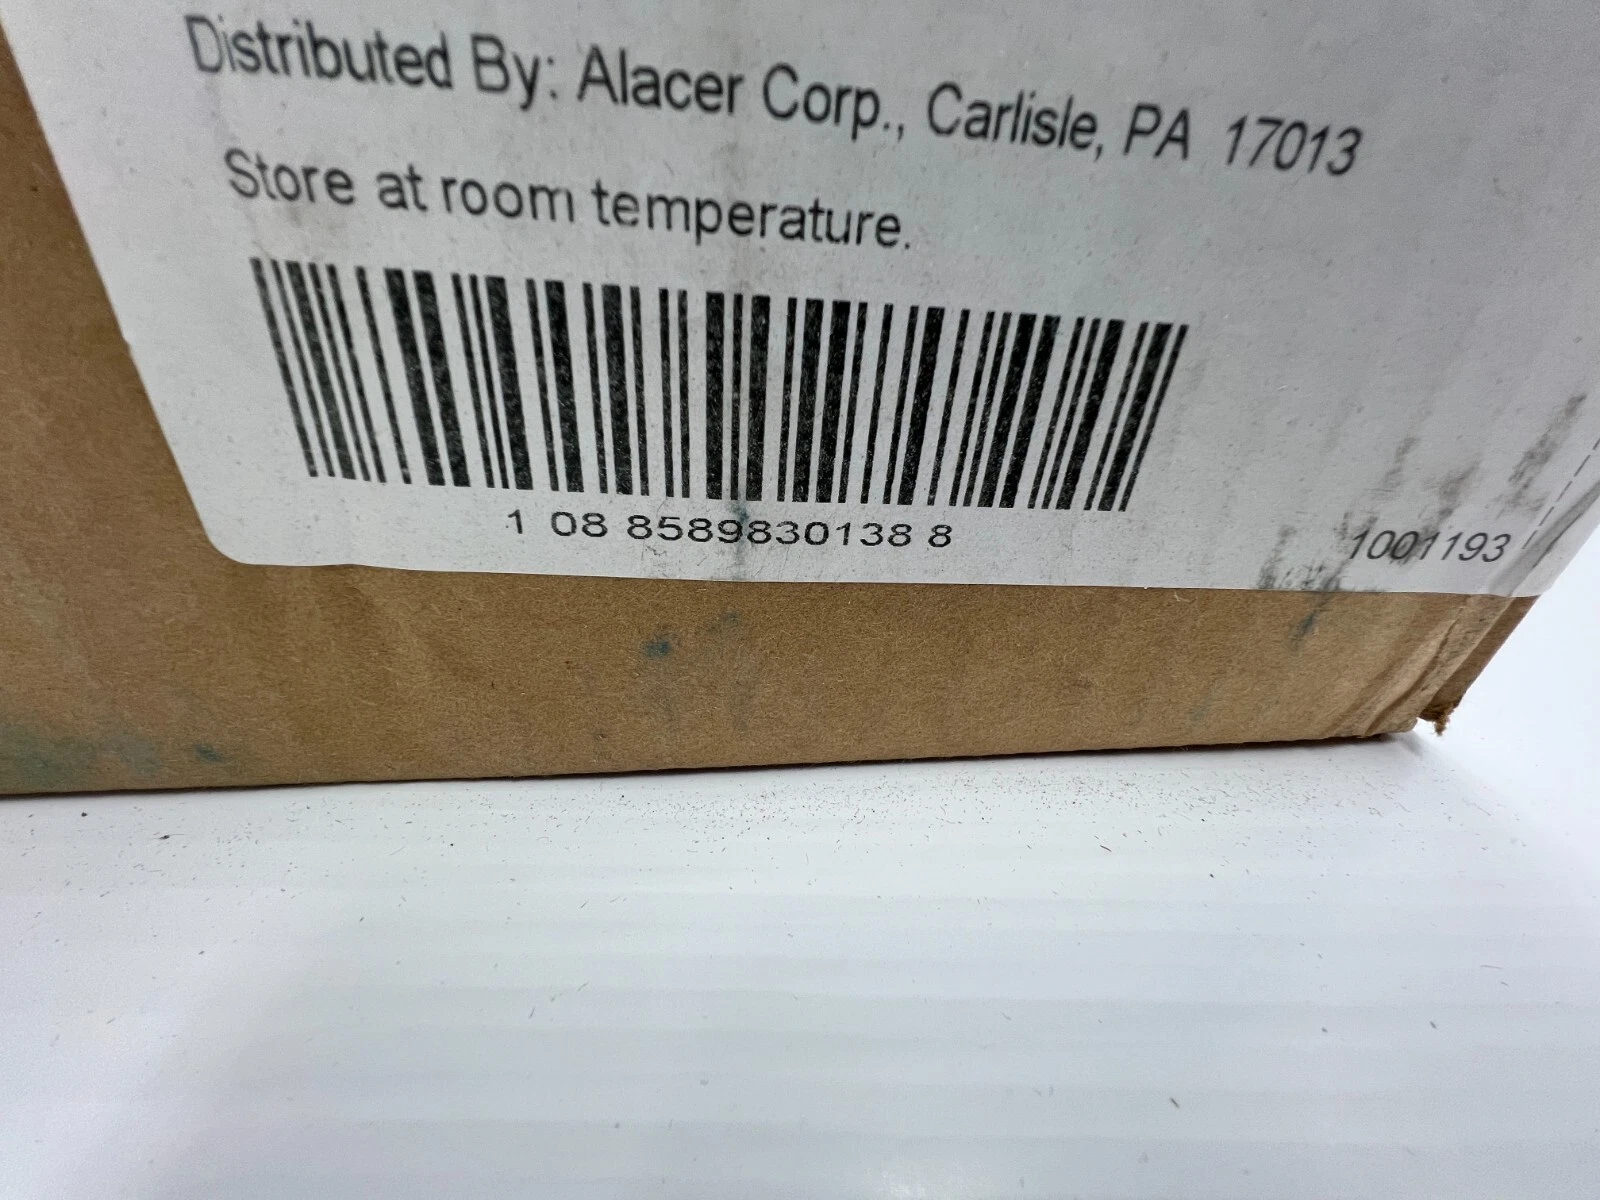 Distributed By: Alacer Corp., Carlisle, PA 17013
Store at room temperature.
1 08 8589830138 8
1001193